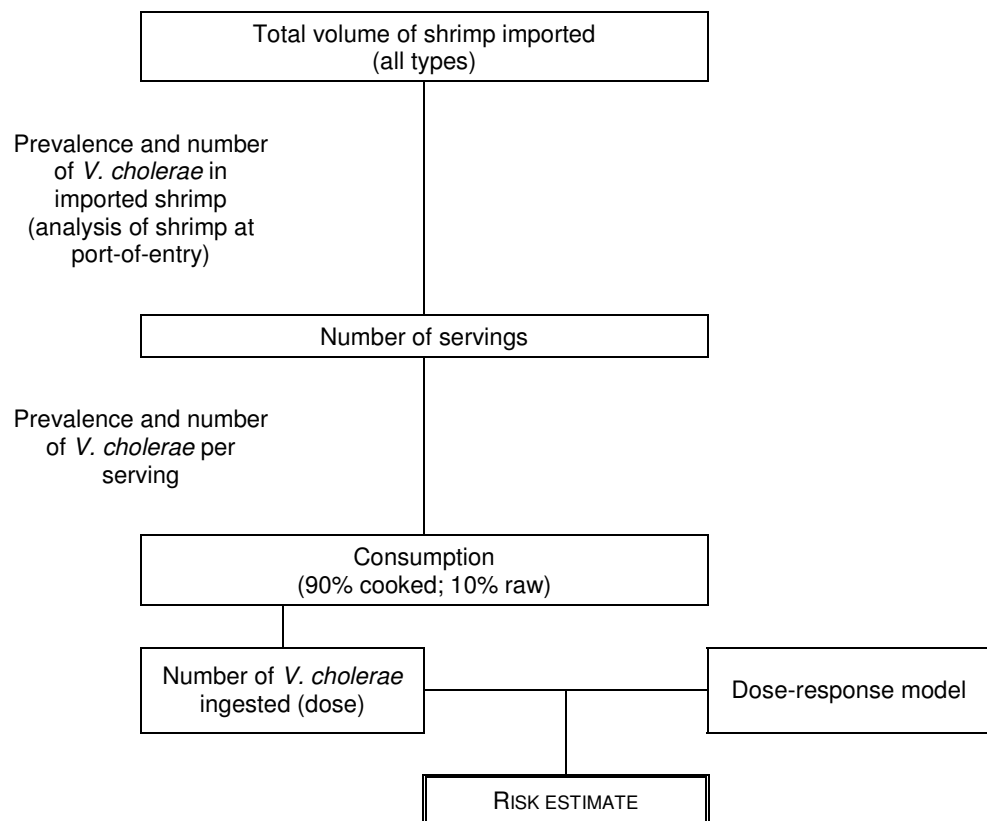 Total volume of shrimp imported
(all types)
Prevalence and number
of V. cholerae in
imported shrimp
(analysis of shrimp at
port-of-entry)
Number of servings
Prevalence and number
of V. cholerae per
serving
Consumption
(90% cooked; 10% raw)
Number of V. cholerae
ingested (dose)
Dose-response model
RISK ESTIMATE